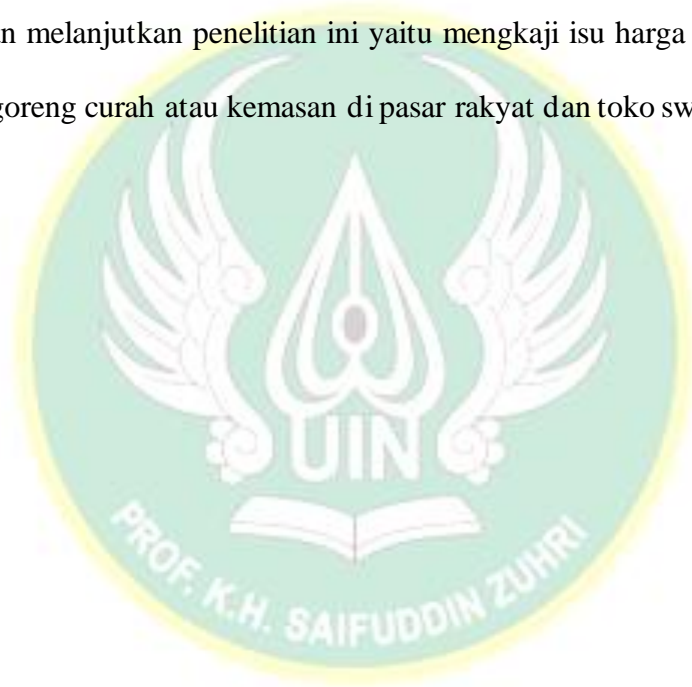 n melanjutkan penelitian ini yaitu mengkaji isu harga
goreng curah atau kemasan di pasar rakyat dan toko sw
UIN
PROF. K.H. SAIFUDDIN ZUHRI